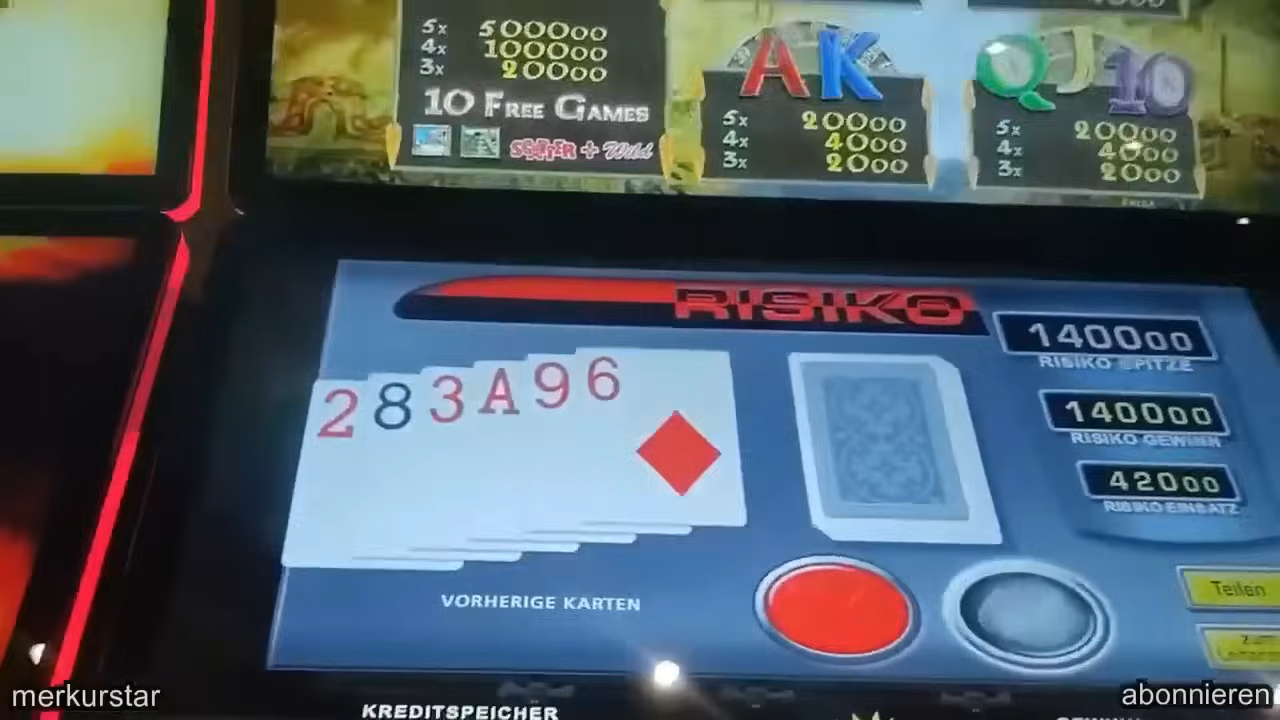 5x 500000
4x 100000
3x 20000
10 FREE GAMES
SCATTER + Wild
A K
5x 20000
4x 4000
3x 2000
Q J 10
5x 20000
4x 4000
3x 2000
RISIKO
140000
RISIKO SPITZE
140000
RISIKO GEWINN
42000
RISIKO EINSATZ
2 8 3 A 9 6
VORHERIGE KARTEN
Teilen
merkurstar
abonnieren
KREDITSPEICHER